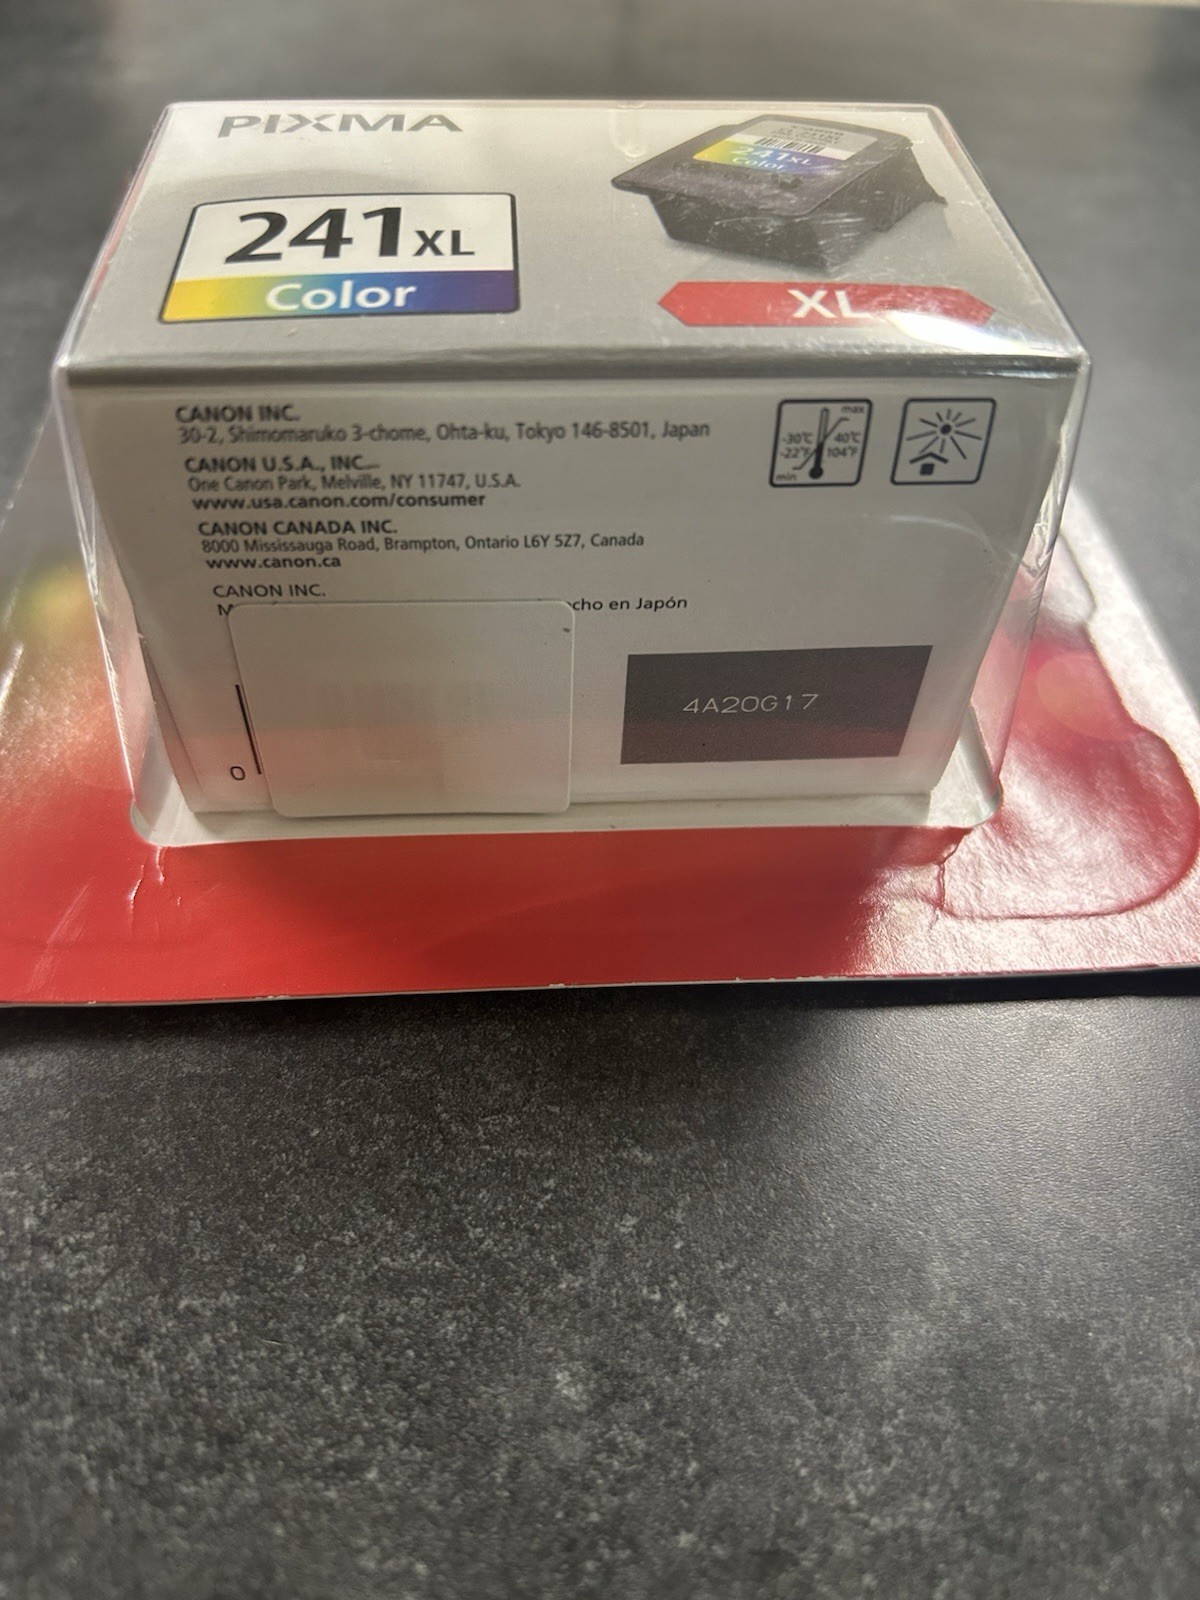 PIXMA
241XL
Color
241XL
Color
XL
CANON INC.
30-2, Shimomaruko 3-chome, Ohta-ku, Tokyo 146-8501, Japan
CANON U.S.A., INC.
One Canon Park, Melville, NY 11747, U.S.A.
www.usa.canon.com/consumer
CANON CANADA INC.
8000 Mississauga Road, Brampton, Ontario L6Y 5Z7, Canada
www.canon.ca
CANON INC.
M cho en Japón
max
-30℃ 40℃
-22°F 104°F
min
4A20G17
0